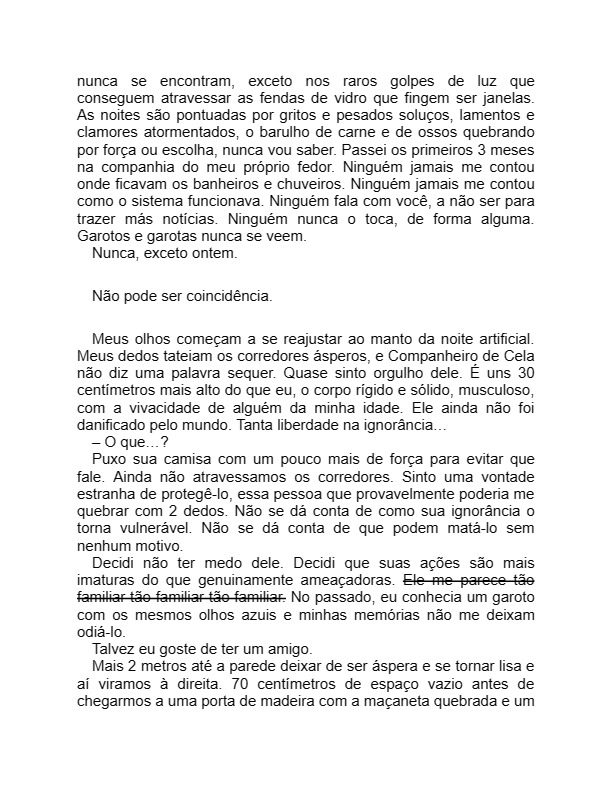 nunca se encontram, exceto nos raros golpes de luz que
conseguem atravessar as fendas de vidro que fingem ser janelas.
As noites são pontuadas por gritos e pesados soluços, lamentos e
clamores atormentados, o barulho de carne e de ossos quebrando
por força ou escolha, nunca vou saber. Passei os primeiros 3 meses
na companhia do meu próprio fedor. Ninguém jamais me contou
onde ficavam os banheiros e chuveiros. Ninguém jamais me contou
como o sistema funcionava. Ninguém fala com você, a não ser para
trazer más notícias. Ninguém nunca o toca, de forma alguma.
Garotos e garotas nunca se veem.
Nunca, exceto ontem.
Não pode ser coincidência.
Meus olhos começam a se reajustar ao manto da noite artificial.
Meus dedos tateiam os corredores ásperos, e Companheiro de Cela
não diz uma palavra sequer. Quase sinto orgulho dele. É uns 30
centímetros mais alto do que eu, o corpo rígido e sólido, musculoso,
com a vivacidade de alguém da minha idade. Ele ainda não foi
danificado pelo mundo. Tanta liberdade na ignorância…
– O que…?
Puxo sua camisa com um pouco mais de força para evitar que
fale. Ainda não atravessamos os corredores. Sinto uma vontade
estranha de protegê-lo, essa pessoa que provavelmente poderia me
quebrar com 2 dedos. Não se dá conta de como sua ignorância o
torna vulnerável. Não se dá conta de que podem matá-lo sem
nenhum motivo.
Decidi não ter medo dele. Decidi que suas ações são mais
imaturas do que genuinamente ameaçadoras. Ele me parece tão
familiar tão familiar tão familiar. No passado, eu conhecia um garoto
com os mesmos olhos azuis e minhas memórias não me deixam
odiá-lo.
Talvez eu goste de ter um amigo.
Mais 2 metros até a parede deixar de ser áspera e se tornar lisa e
aí viramos à direita. 70 centímetros de espaço vazio antes de
chegarmos a uma porta de madeira com a maçaneta quebrada e um